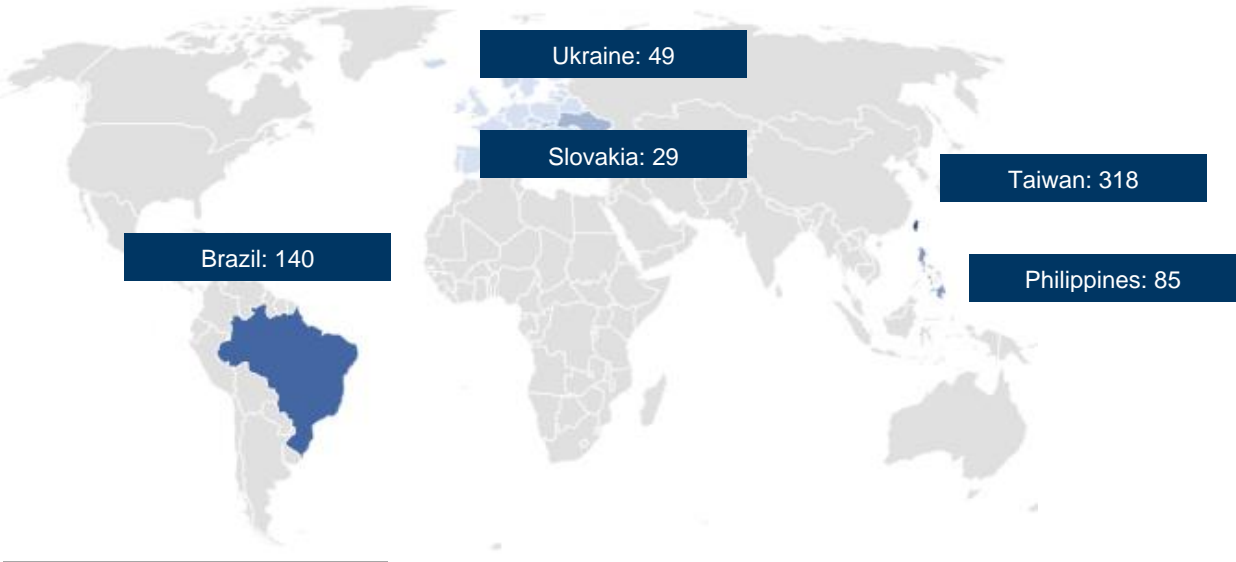 Ukraine: 49
Slovakia: 29
Taiwan: 318
Brazil: 140
Philippines: 85